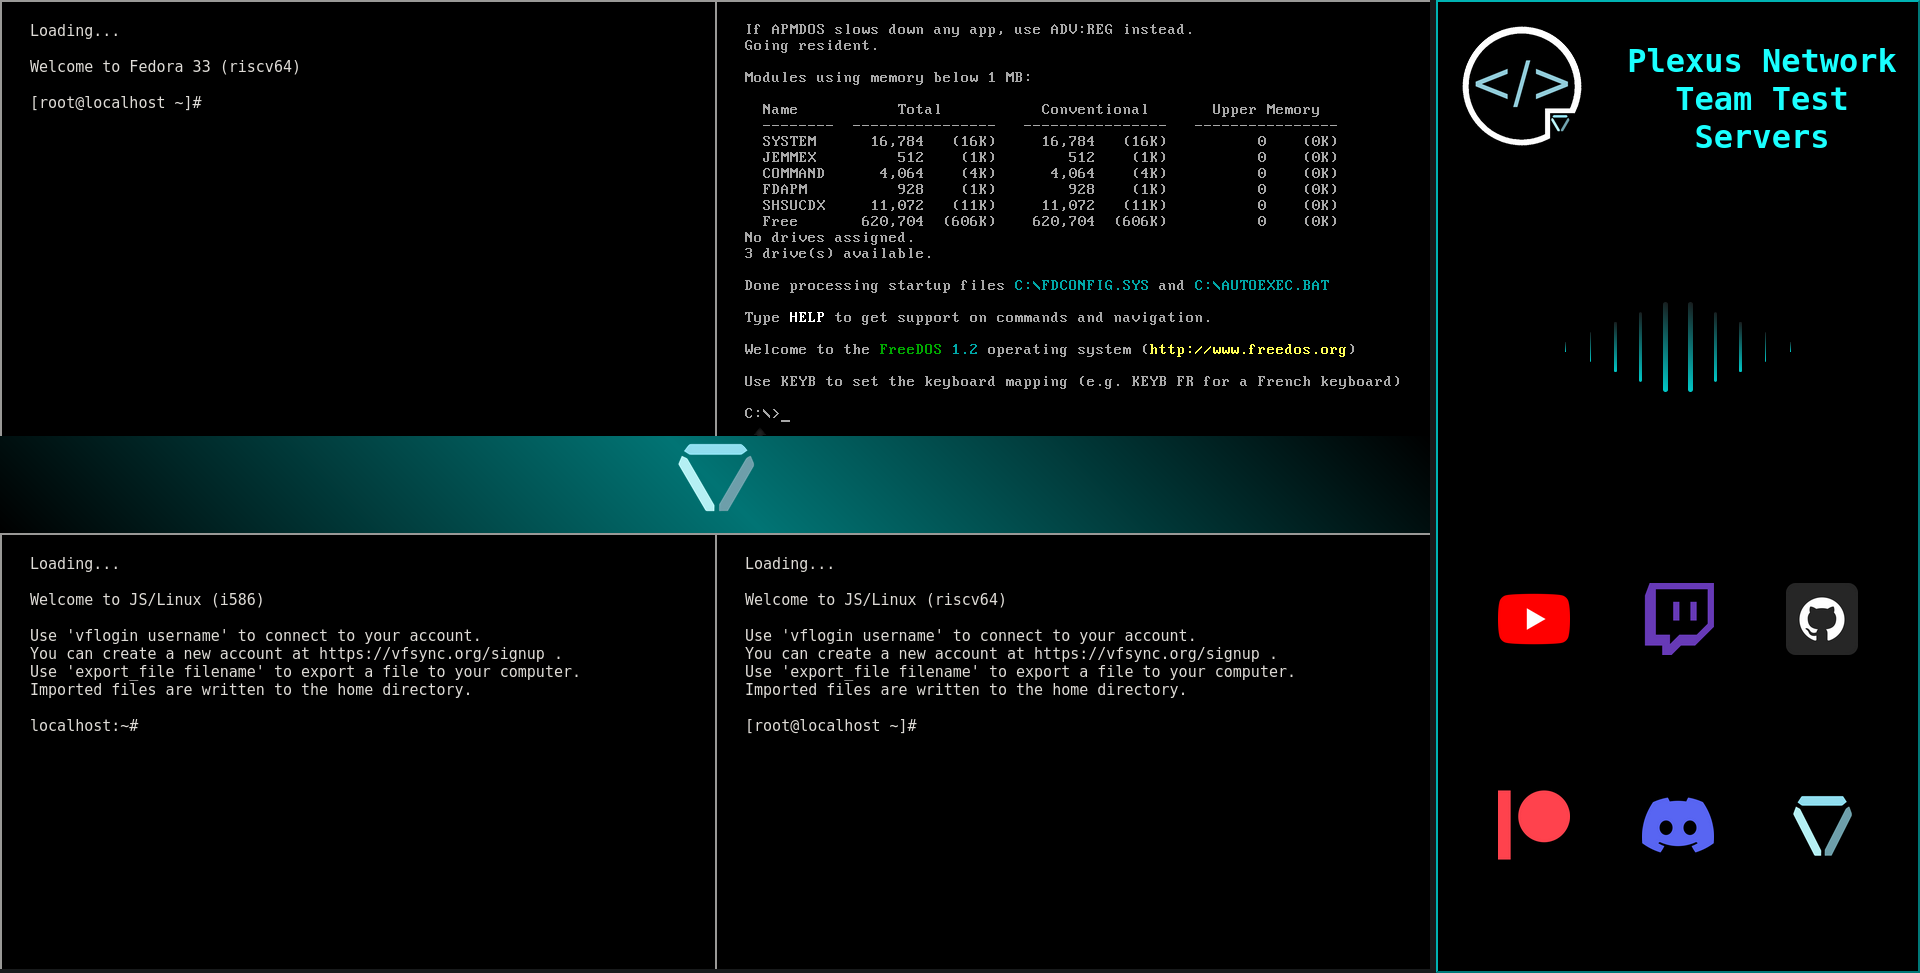 Loading...
Welcome to Fedora 33 (riscv64)
[root@localhost ~]#
If APMDOS slows down any app, use ADV:REG instead.
Going resident.
Modules using memory below 1 MB:
Name Total Conventional Upper Memory
-------- ---------------- ---------------- ----------------
SYSTEM 16,784 (16K) 16,784 (16K) 0 (0K)
JEMMEX 512 (1K) 512 (1K) 0 (0K)
COMMAND 4,064 (4K) 4,064 (4K) 0 (0K)
FDAPM 928 (1K) 928 (1K) 0 (0K)
SHSUCDX 11,072 (11K) 11,072 (11K) 0 (0K)
Free 620,704 (606K) 620,704 (606K) 0 (0K)
No drives assigned.
3 drive(s) available.
Done processing startup files C:\FDCONFIG.SYS and C:\AUTOEXEC.BAT
Type HELP to get support on commands and navigation.
Welcome to the FreeDOS 1.2 operating system (http://www.freedos.org)
Use KEYB to set the keyboard mapping (e.g. KEYB FR for a French keyboard)
C:\>_
Loading...
Welcome to JS/Linux (i586)
Use 'vflogin username' to connect to your account.
You can create a new account at https://vfsync.org/signup .
Use 'export_file filename' to export a file to your computer.
Imported files are written to the home directory.
localhost:~#
Loading...
Welcome to JS/Linux (riscv64)
Use 'vflogin username' to connect to your account.
You can create a new account at https://vfsync.org/signup .
Use 'export_file filename' to export a file to your computer.
Imported files are written to the home directory.
[root@localhost ~]#
</>
Plexus Network
Team Test
Servers